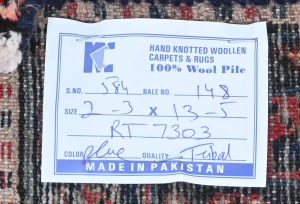 HAND KNOTTED WOOLLEN
CARPETS & RUGS
100% Wool Pile
S.NO. 584 BALE NO. 148
SIZE 2-3 x 13-5
RT 7303
COLOR Blue QUALITY: Tribal
MADE IN PAKISTAN